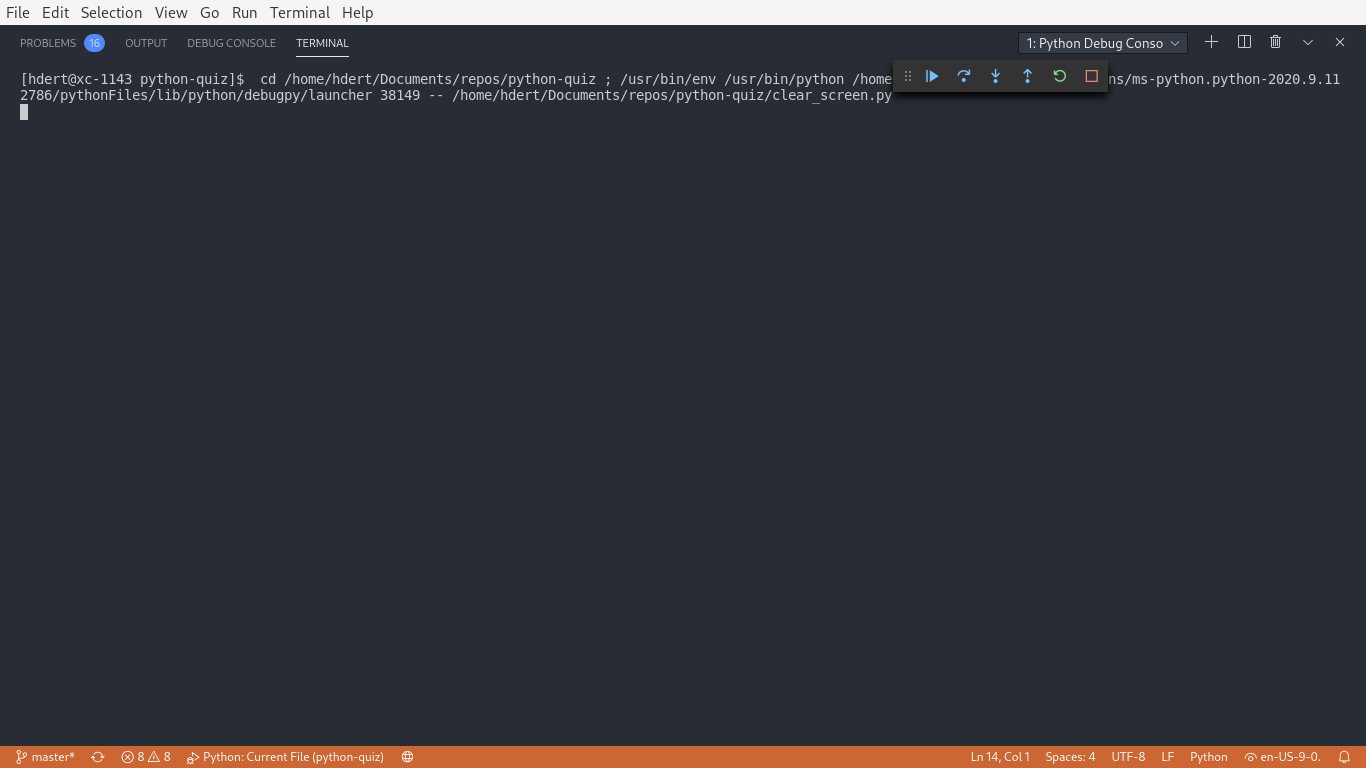 File Edit Selection View Go Run Terminal Help
PROBLEMS 16 OUTPUT DEBUG CONSOLE TERMINAL 1: Python Debug Conso
[hdert@xc-1143 python-quiz]$  cd /home/hdert/Documents/repos/python-quiz ; /usr/bin/env /usr/bin/python /home ns/ms-python.python-2020.9.11
2786/pythonFiles/lib/python/debugpy/launcher 38149 -- /home/hdert/Documents/repos/python-quiz/clear_screen.py
master* 8 8 Python: Current File (python-quiz) Ln 14, Col 1 Spaces: 4 UTF-8 LF Python en-US-9-0.